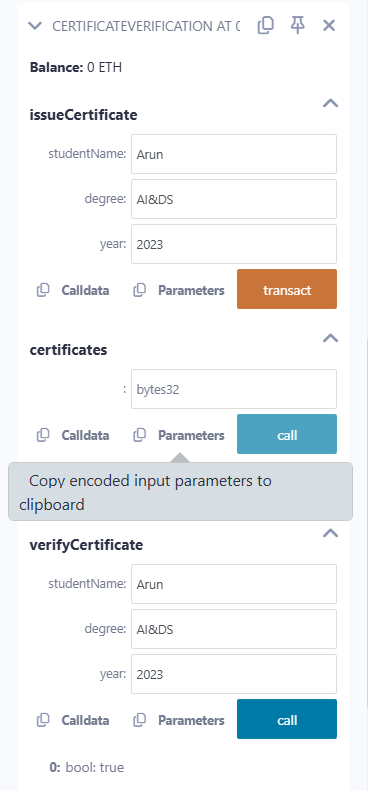 CERTIFICATEVERIFICATION AT 0
Balance: 0 ETH
issueCertificate
studentName: Arun
degree: AI&DS
year: 2023
Calldata Parameters transact
certificates
: bytes32
Calldata Parameters call
Copy encoded input parameters to
clipboard
verifyCertificate
studentName: Arun
degree: AI&DS
year: 2023
Calldata Parameters call
0: bool: true